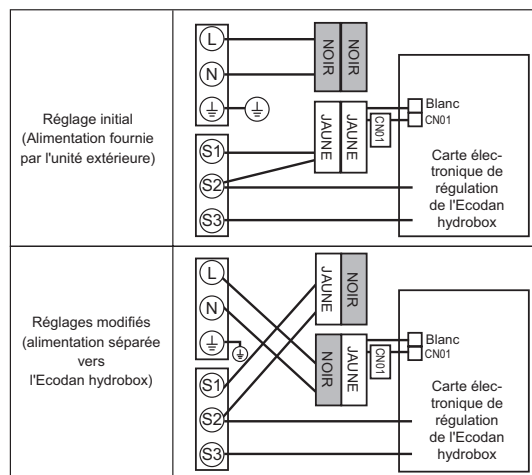 Réglage initial
(Alimentation fournie
par l'unité extérieure)
L
N
S1
S2
S3
NOIR
NOIR
JAUNE
JAUNE
CN01
Blanc
CN01
Carte élec-
tronique de
régulation
de l'Ecodan
hydrobox
Réglages modifiés
(alimentation séparée
vers
l'Ecodan hydrobox)
L
N
S1
S2
S3
JAUNE
NOIR
NOIR
JAUNE
CN01
Blanc
CN01
Carte élec-
tronique de
régulation
de l'Ecodan
hydrobox